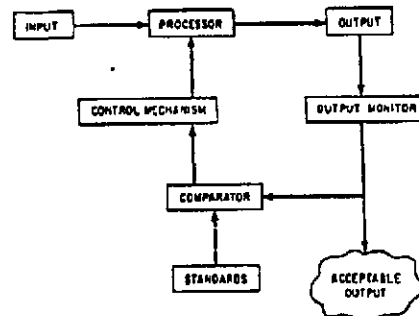 INPUT
PROCESSOR
OUTPUT
CONTROL MECHANISM
OUTPUT MONITOR
COMPARATOR
STANDARDS
ACCEPTABLE
OUTPUT